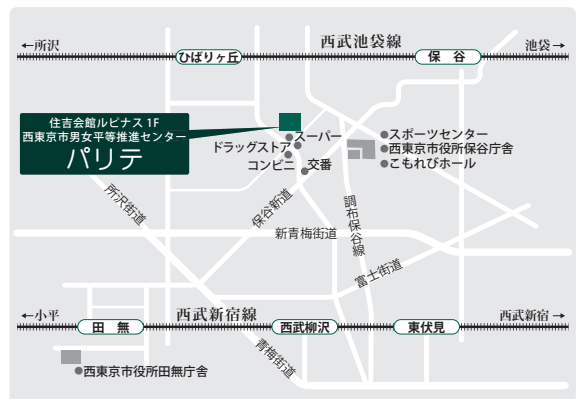 ←所沢
西武池袋線
池袋→
ひばりヶ丘
保谷
住吉会館ルピナス 1F
西東京市男女平等推進センター
パリテ
スーパー
ドラッグストア
コンビニ
交番
スポーツセンター
西東京市役所保谷庁舎
こもれびホール
所沢街道
保谷新道
調布保谷線
新青梅街道
富士街道
←小平
西武新宿線
西武新宿→
田無
西武柳沢
東伏見
青梅街道
西東京市役所田無庁舎